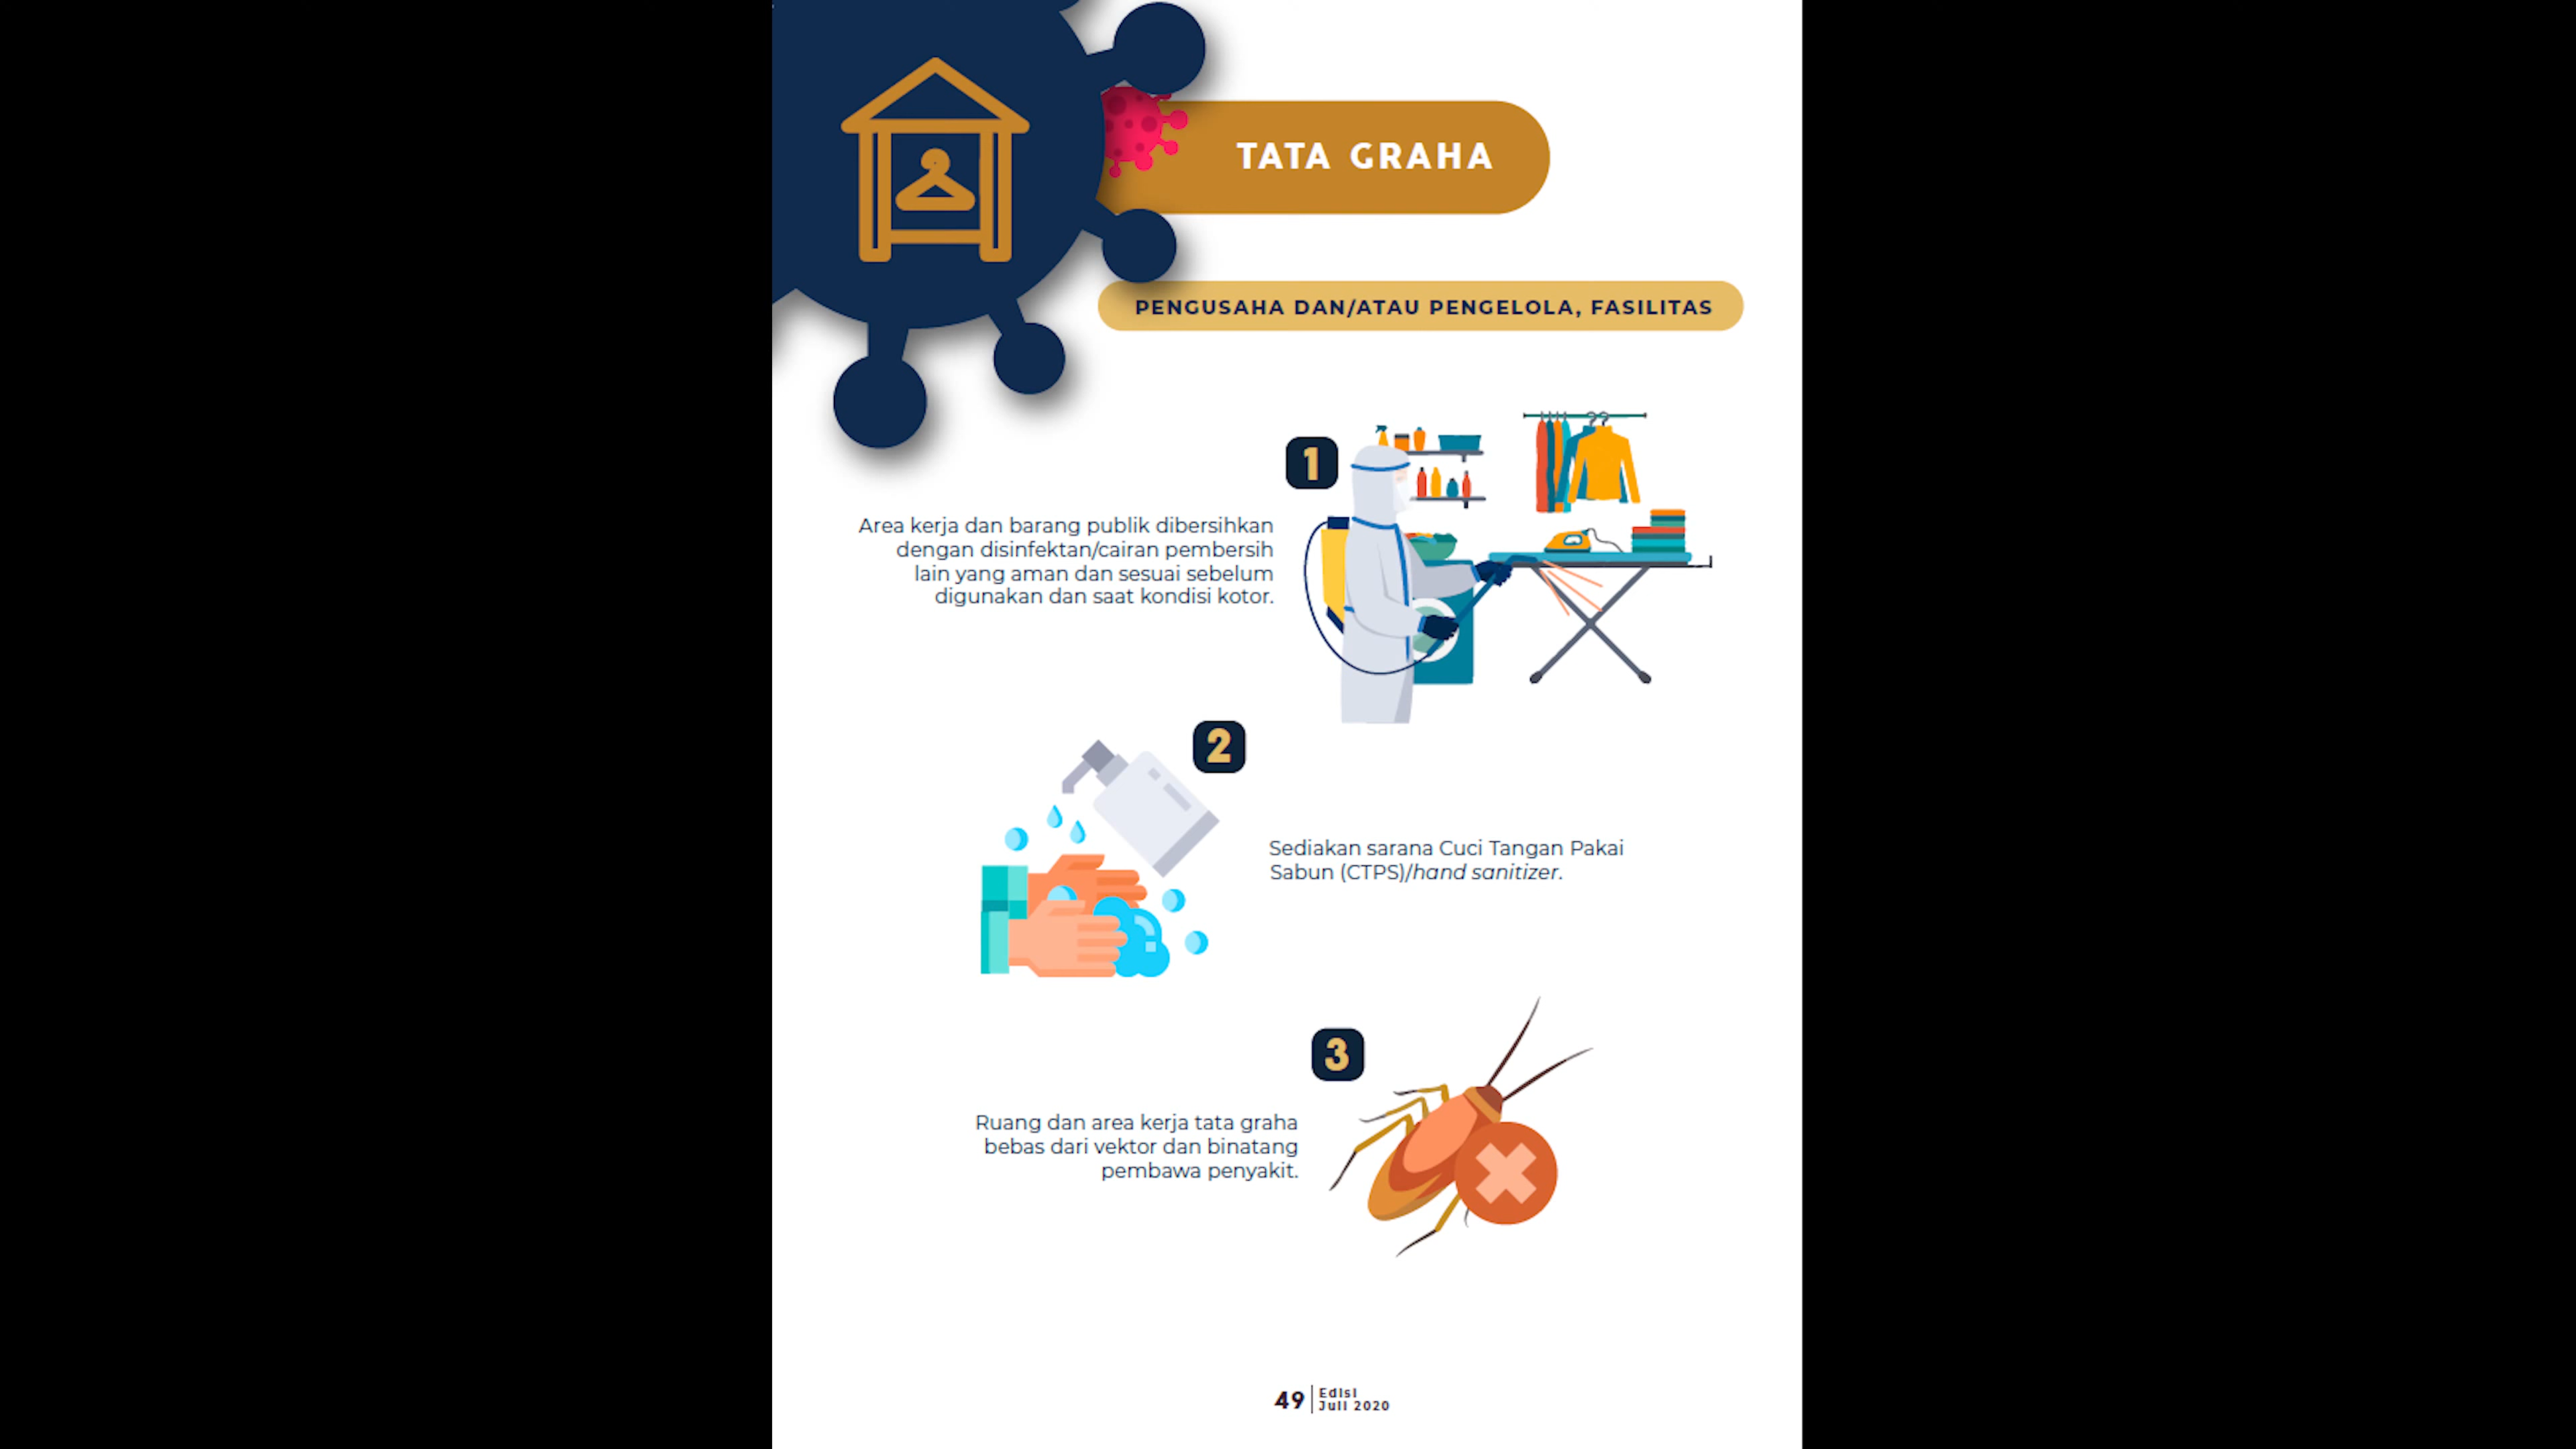 TATA GRAHA
PENGUSAHA DAN/ATAU PENGELOLA, FASILITAS
1
Area kerja dan barang publik dibersihkan
dengan disinfektan/cairan pembersih
lain yang aman dan sesuai sebelum
digunakan dan saat kondisi kotor.
2
Sediakan sarana Cuci Tangan Pakai
Sabun (CTPS)/hand sanitizer.
3
Ruang dan area kerja tata graha
bebas dari vektor dan binatang
pembawa penyakit.
49
Edisi
Juli 2020